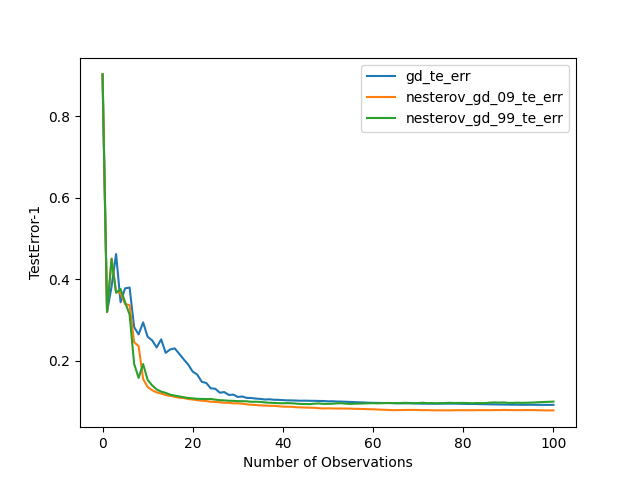 gd_te_err
nesterov_gd_09_te_err
nesterov_gd_99_te_err
TestError-1
0.8
0.6
0.4
0.2
0 20 40 60 80 100
Number of Observations